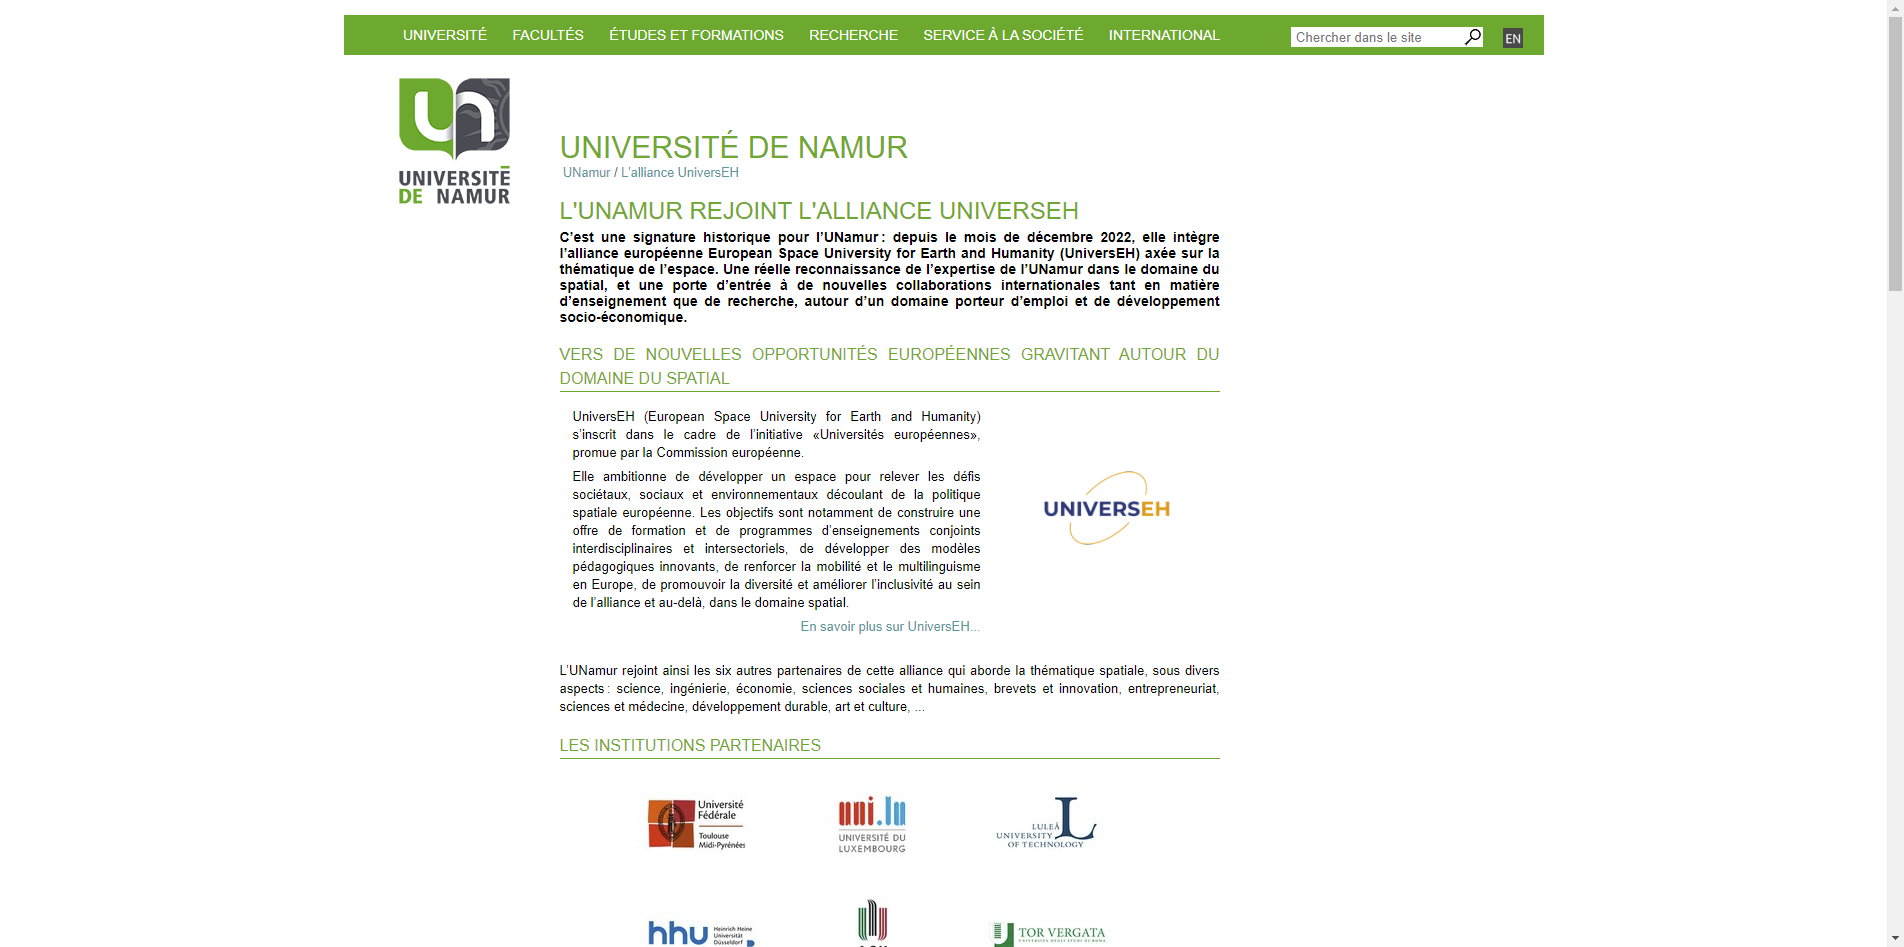 UNIVERSITÉ FACULTÉS ÉTUDES ET FORMATIONS RECHERCHE SERVICE À LA SOCIÉTÉ INTERNATIONAL Chercher dans le site EN
UNIVERSITÉ
DE NAMUR
UNIVERSITÉ DE NAMUR
UNamur / L'alliance UniversEH
L'UNAMUR REJOINT L'ALLIANCE UNIVERSEH
C’est une signature historique pour l’UNamur : depuis le mois de décembre 2022, elle intègre
l’alliance européenne European Space University for Earth and Humanity (UniversEH) axée sur la
thématique de l’espace. Une réelle reconnaissance de l’expertise de l’UNamur dans le domaine du
spatial, et une porte d’entrée à de nouvelles collaborations internationales tant en matière
d’enseignement que de recherche, autour d’un domaine porteur d’emploi et de développement
socio-économique.
VERS DE NOUVELLES OPPORTUNITÉS EUROPÉENNES GRAVITANT AUTOUR DU
DOMAINE DU SPATIAL
UniversEH (European Space University for Earth and Humanity)
s’inscrit dans le cadre de l’initiative «Universités européennes»,
promue par la Commission européenne.
Elle ambitionne de développer un espace pour relever les défis
sociétaux, sociaux et environnementaux découlant de la politique
spatiale européenne. Les objectifs sont notamment de construire une
offre de formation et de programmes d’enseignements conjoints
interdisciplinaires et intersectoriels, de développer des modèles
pédagogiques innovants, de renforcer la mobilité et le multilinguisme
en Europe, de promouvoir la diversité et améliorer l’inclusivité au sein
de l’alliance et au-delà, dans le domaine spatial.
En savoir plus sur UniversEH...
UNIVERSEH
L’UNamur rejoint ainsi les six autres partenaires de cette alliance qui aborde la thématique spatiale, sous divers
aspects : science, ingénierie, économie, sciences sociales et humaines, brevets et innovation, entrepreneuriat,
sciences et médecine, développement durable, art et culture, ...
LES INSTITUTIONS PARTENAIRES
Université
Fédérale
Toulouse
Midi-Pyrénées
uni.lu
UNIVERSITÉ DU
LUXEMBOURG
LULEÅ
UNIVERSITY
OF TECHNOLOGY
hhu Heinrich Heine
Universität
Düsseldorf
TOR VERGATA
UNIVERSITÀ DEGLI STUDI DI ROMA